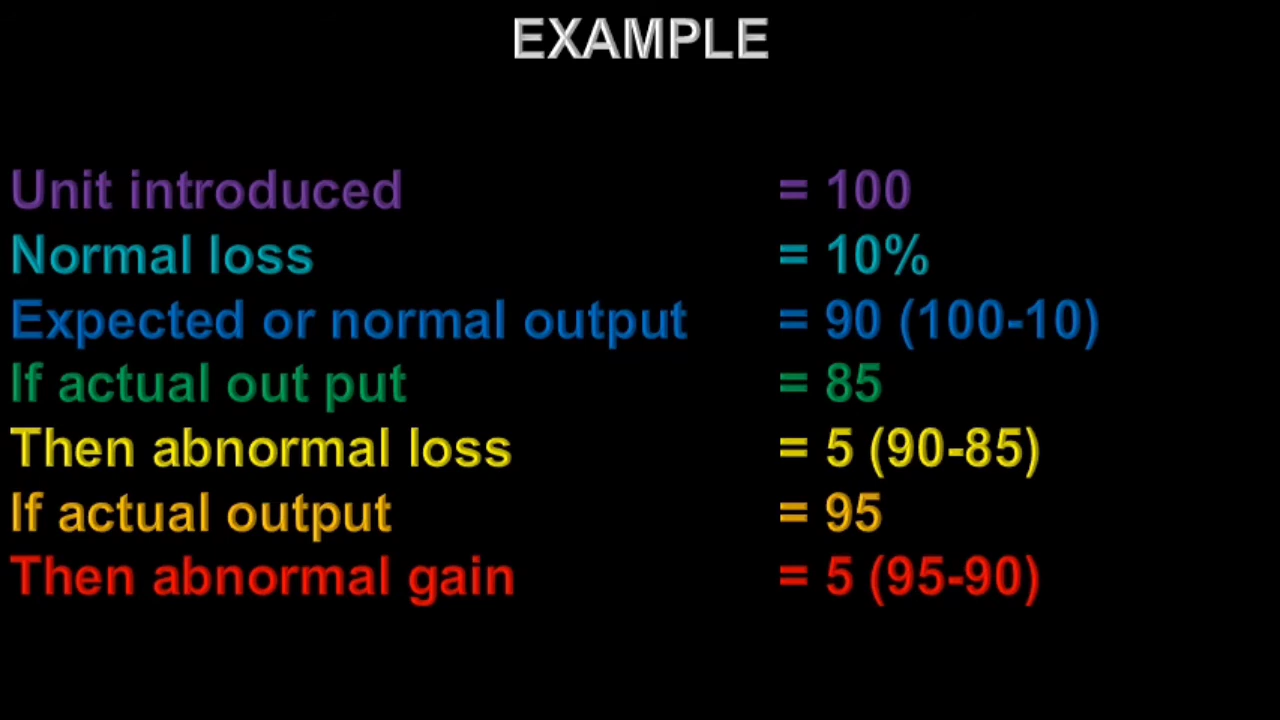 EXAMPLE
Unit introduced = 100
Normal loss = 10%
Expected or normal output = 90 (100-10)
If actual out put = 85
Then abnormal loss = 5 (90-85)
If actual output = 95
Then abnormal gain = 5 (95-90)